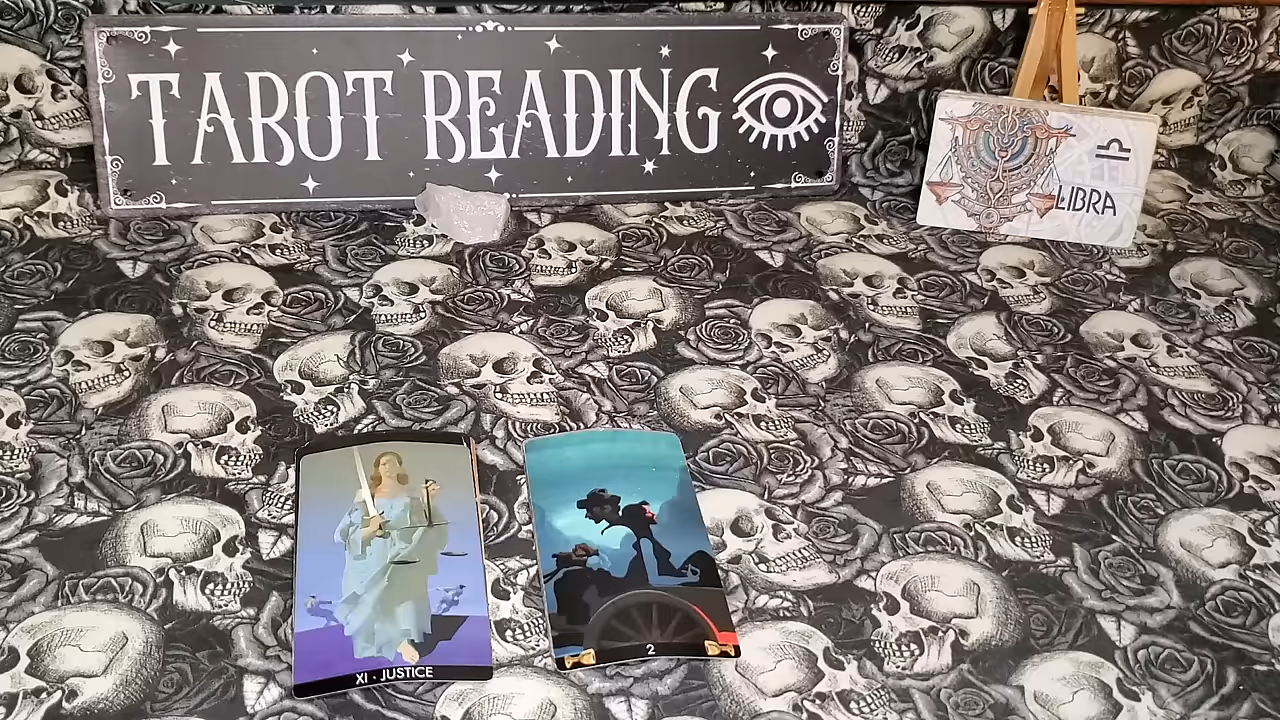 TAROT READING
♎
LIBRA
XI · JUSTICE
2